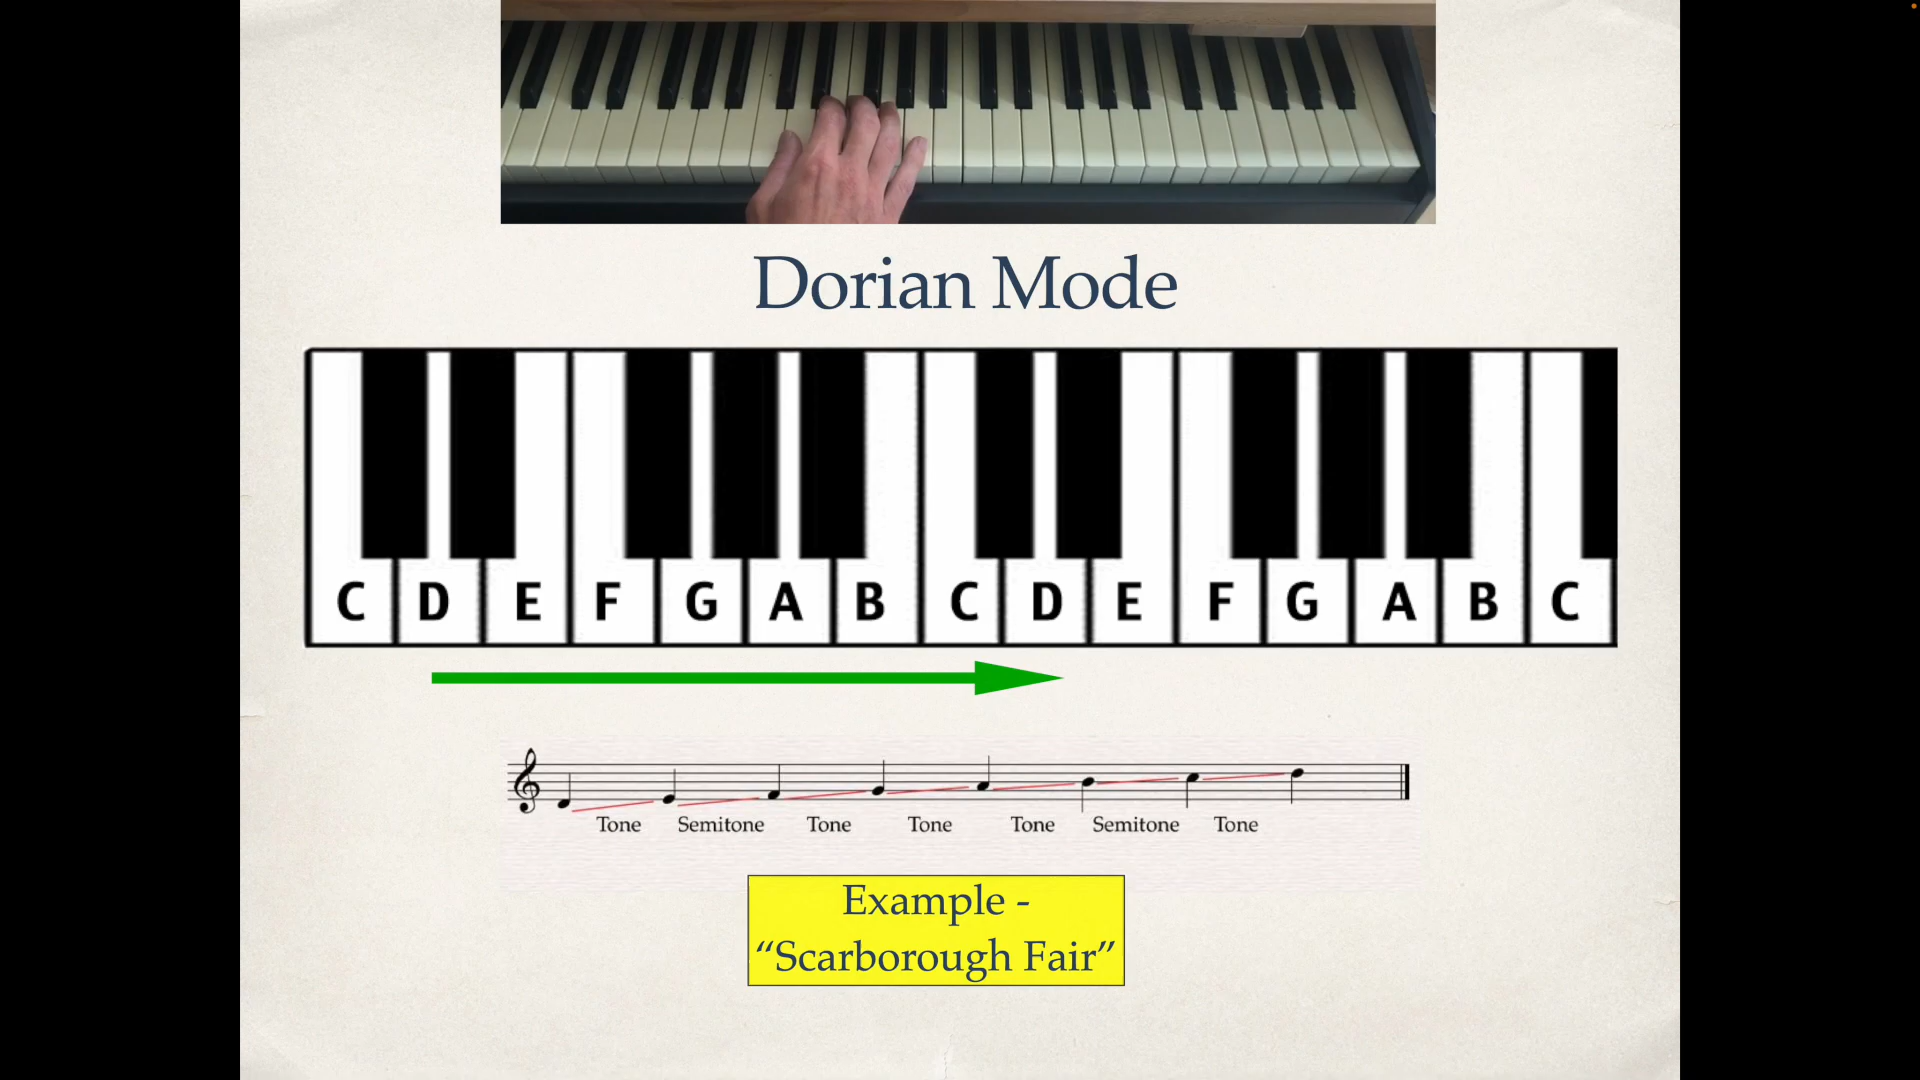 Dorian Mode
C D E F G A B C D E F G A B C
Tone Semitone Tone Tone Tone Semitone Tone
Example -
“Scarborough Fair”